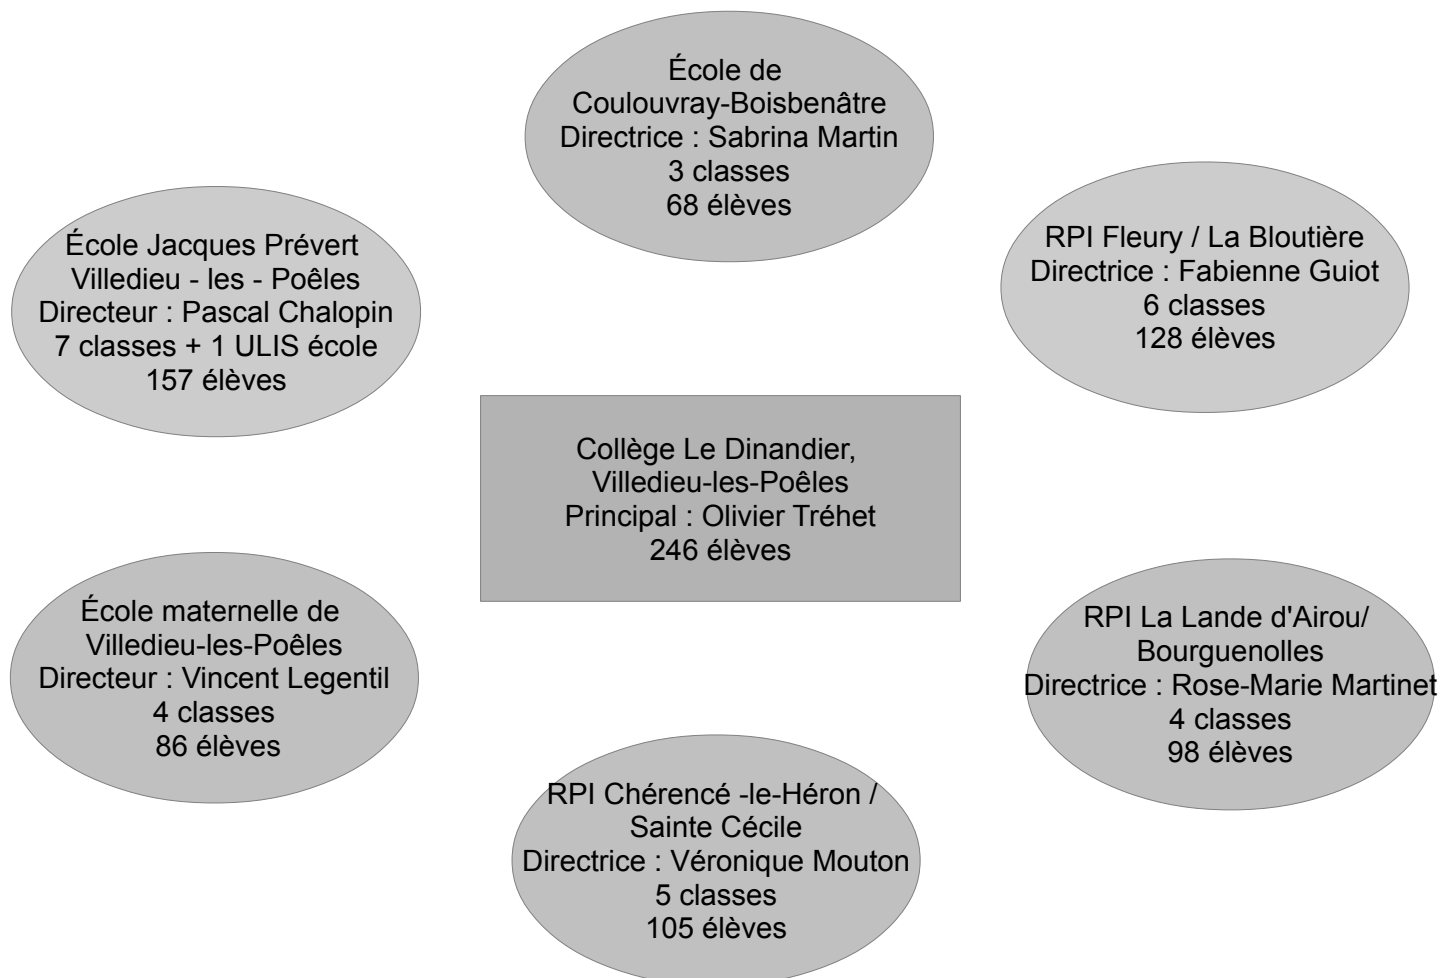 École de
Coulouvray-Boisbenâtre
Directrice : Sabrina Martin
3 classes
68 élèves
École Jacques Prévert
Villedieu - les - Poêles
Directeur : Pascal Chalopin
7 classes + 1 ULIS école
157 élèves
RPI Fleury / La Bloutière
Directrice : Fabienne Guiot
6 classes
128 élèves
Collège Le Dinandier,
Villedieu-les-Poêles
Principal : Olivier Tréhet
246 élèves
École maternelle de
Villedieu-les-Poêles
Directeur : Vincent Legentil
4 classes
86 élèves
RPI La Lande d'Airou/
Bourguenolles
Directrice : Rose-Marie Martinet
4 classes
98 élèves
RPI Chérencé -le-Héron /
Sainte Cécile
Directrice : Véronique Mouton
5 classes
105 élèves